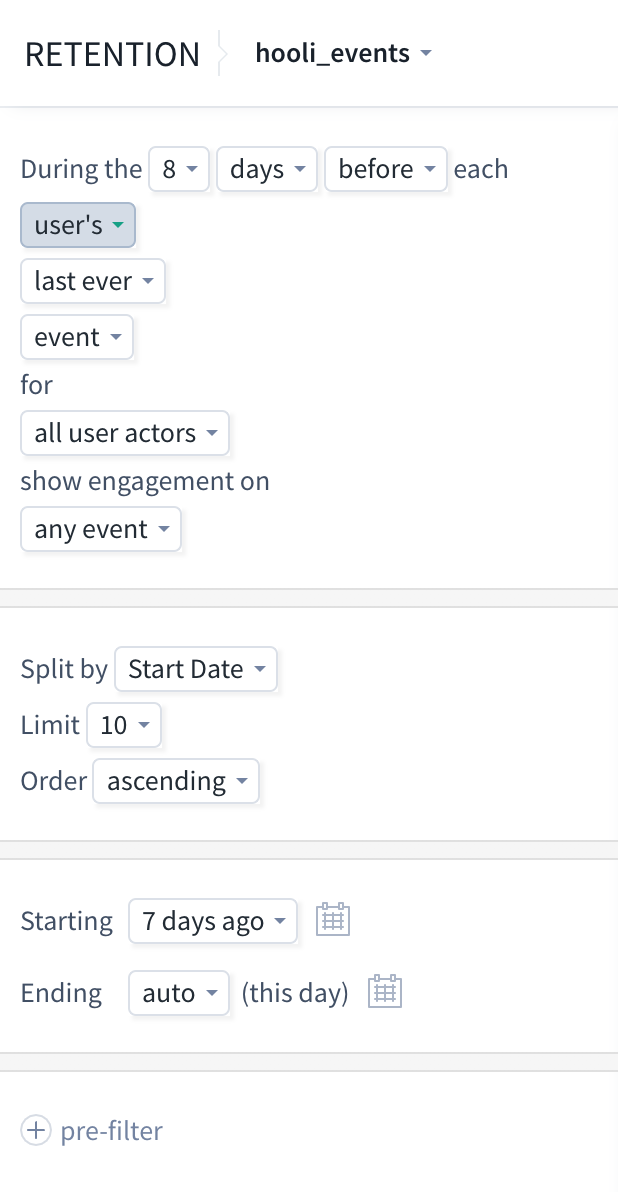 RETENTION hooli_events
During the 8 days before each
user's
last ever
event
for
all user actors
show engagement on
any event
Split by Start Date
Limit 10
Order ascending
Starting 7 days ago
Ending auto (this day)
pre-filter